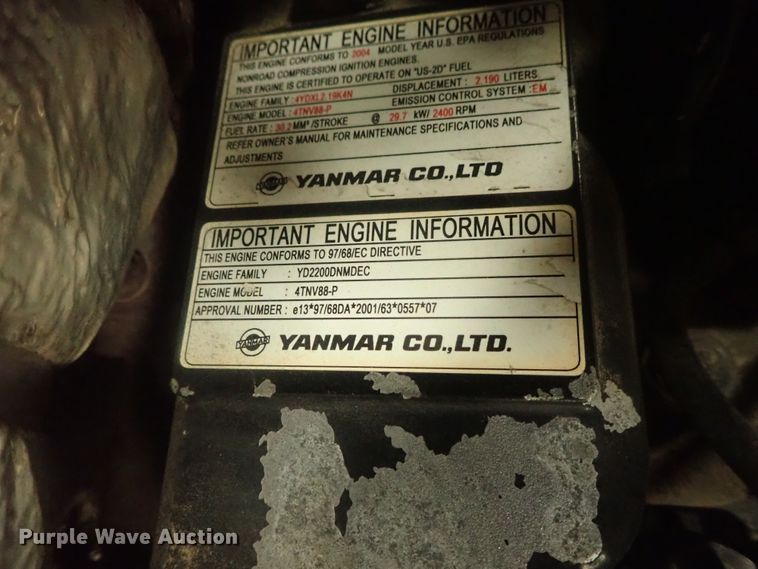 IMPORTANT ENGINE INFORMATION
THIS ENGINE CONFORMS TO 2004 MODEL YEAR U.S. EPA REGULATIONS
NONROAD COMPRESSION IGNITION ENGINES.
THIS ENGINE IS CERTIFIED TO OPERATE ON "US-2D" FUEL
ENGINE FAMILY : 4YDXL2.19K4N DISPLACEMENT : 2.190 LITERS
ENGINE MODEL : 4TNV88-P EMISSION CONTROL SYSTEM : EM
FUEL RATE : 30.2 MM³/STROKE @ 29.7 kW/ 2400 RPM
REFER OWNER'S MANUAL FOR MAINTENANCE SPECIFICATIONS AND
ADJUSTMENTS
YANMAR YANMAR CO.,LTD
IMPORTANT ENGINE INFORMATION
THIS ENGINE CONFORMS TO 97/68/EC DIRECTIVE
ENGINE FAMILY : YD2200DNMDEC
ENGINE MODEL : 4TNV88-P
APPROVAL NUMBER : e13*97/68DA*2001/63*0557*07
YANMAR YANMAR CO.,LTD.
Purple Wave Auction